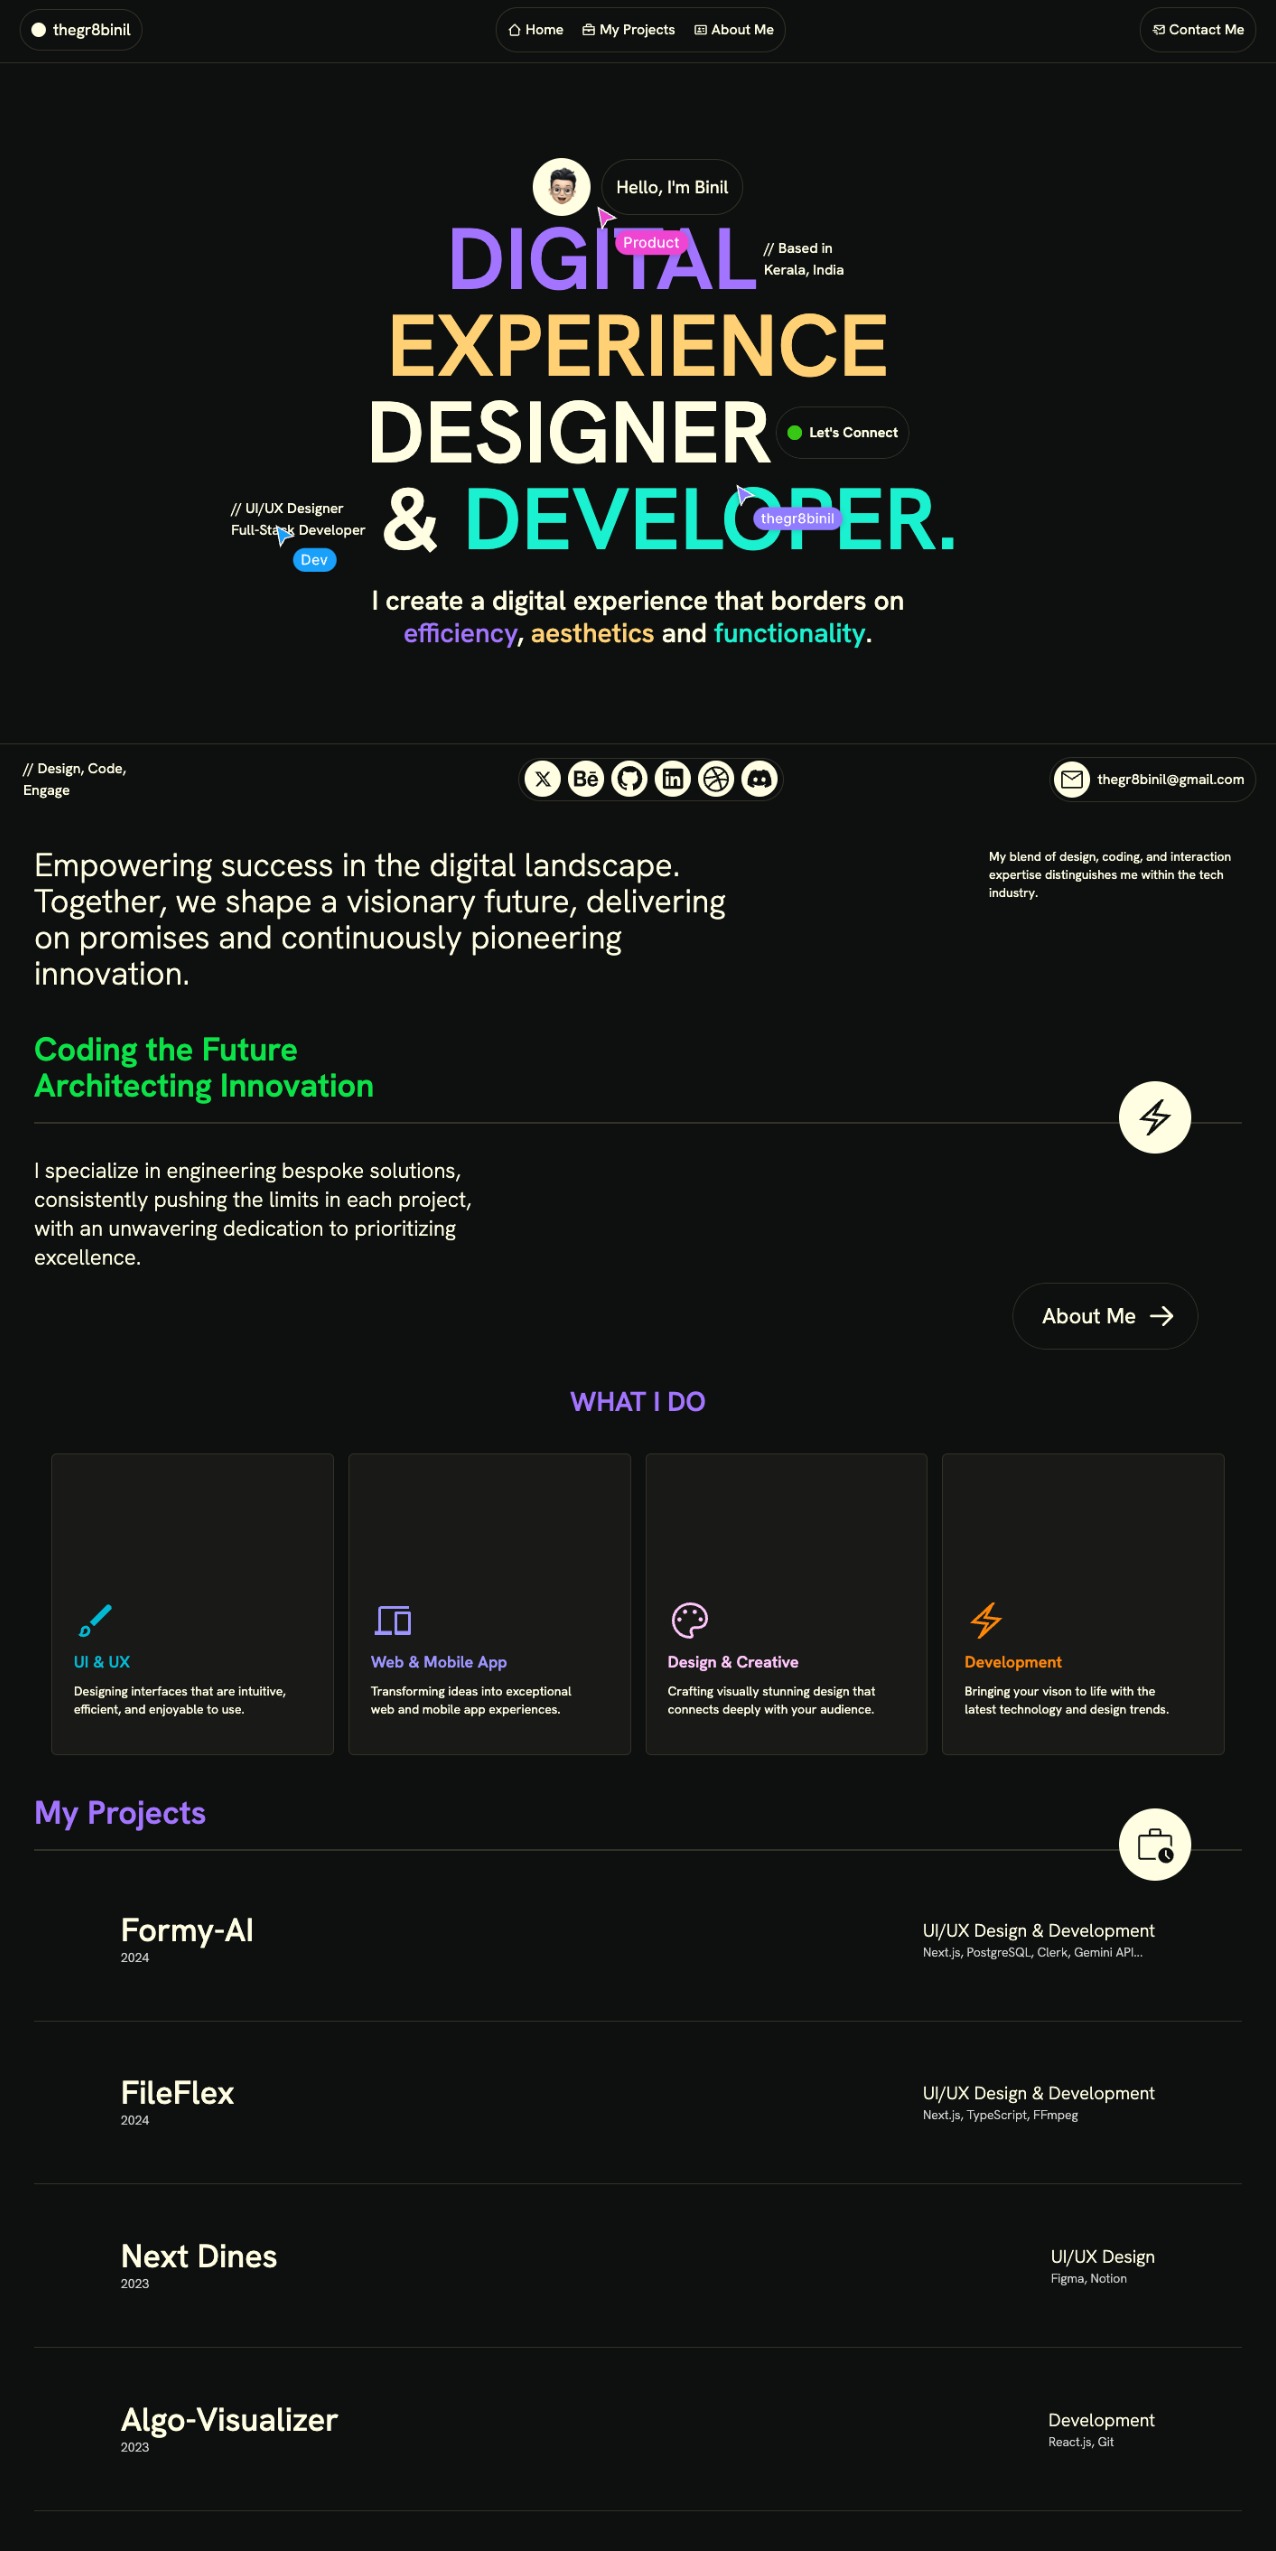 thegr8binil
Home
My Projects
About Me
Contact Me
Hello, I'm Binil
DIGITAL
Product
// Based in
Kerala, India
EXPERIENCE
DESIGNER
Let's Connect
// UI/UX Designer
Full-Stack Developer
Dev
& DEVELOPER.
thegr8binil
I create a digital experience that borders on
efficiency, aesthetics and functionality.
// Design, Code,
Engage
Bē
in
thegr8binil@gmail.com
Empowering success in the digital landscape.
Together, we shape a visionary future, delivering
on promises and continuously pioneering
innovation.
My blend of design, coding, and interaction
expertise distinguishes me within the tech
industry.
Coding the Future
Architecting Innovation
I specialize in engineering bespoke solutions,
consistently pushing the limits in each project,
with an unwavering dedication to prioritizing
excellence.
About Me
WHAT I DO
UI & UX
Designing interfaces that are intuitive,
efficient, and enjoyable to use.
Web & Mobile App
Transforming ideas into exceptional
web and mobile app experiences.
Design & Creative
Crafting visually stunning design that
connects deeply with your audience.
Development
Bringing your vison to life with the
latest technology and design trends.
My Projects
Formy-AI
2024
UI/UX Design & Development
Next.js, PostgreSQL, Clerk, Gemini API...
FileFlex
2024
UI/UX Design & Development
Next.js, TypeScript, FFmpeg
Next Dines
2023
UI/UX Design
Figma, Notion
Algo-Visualizer
2023
Development
React.js, Git